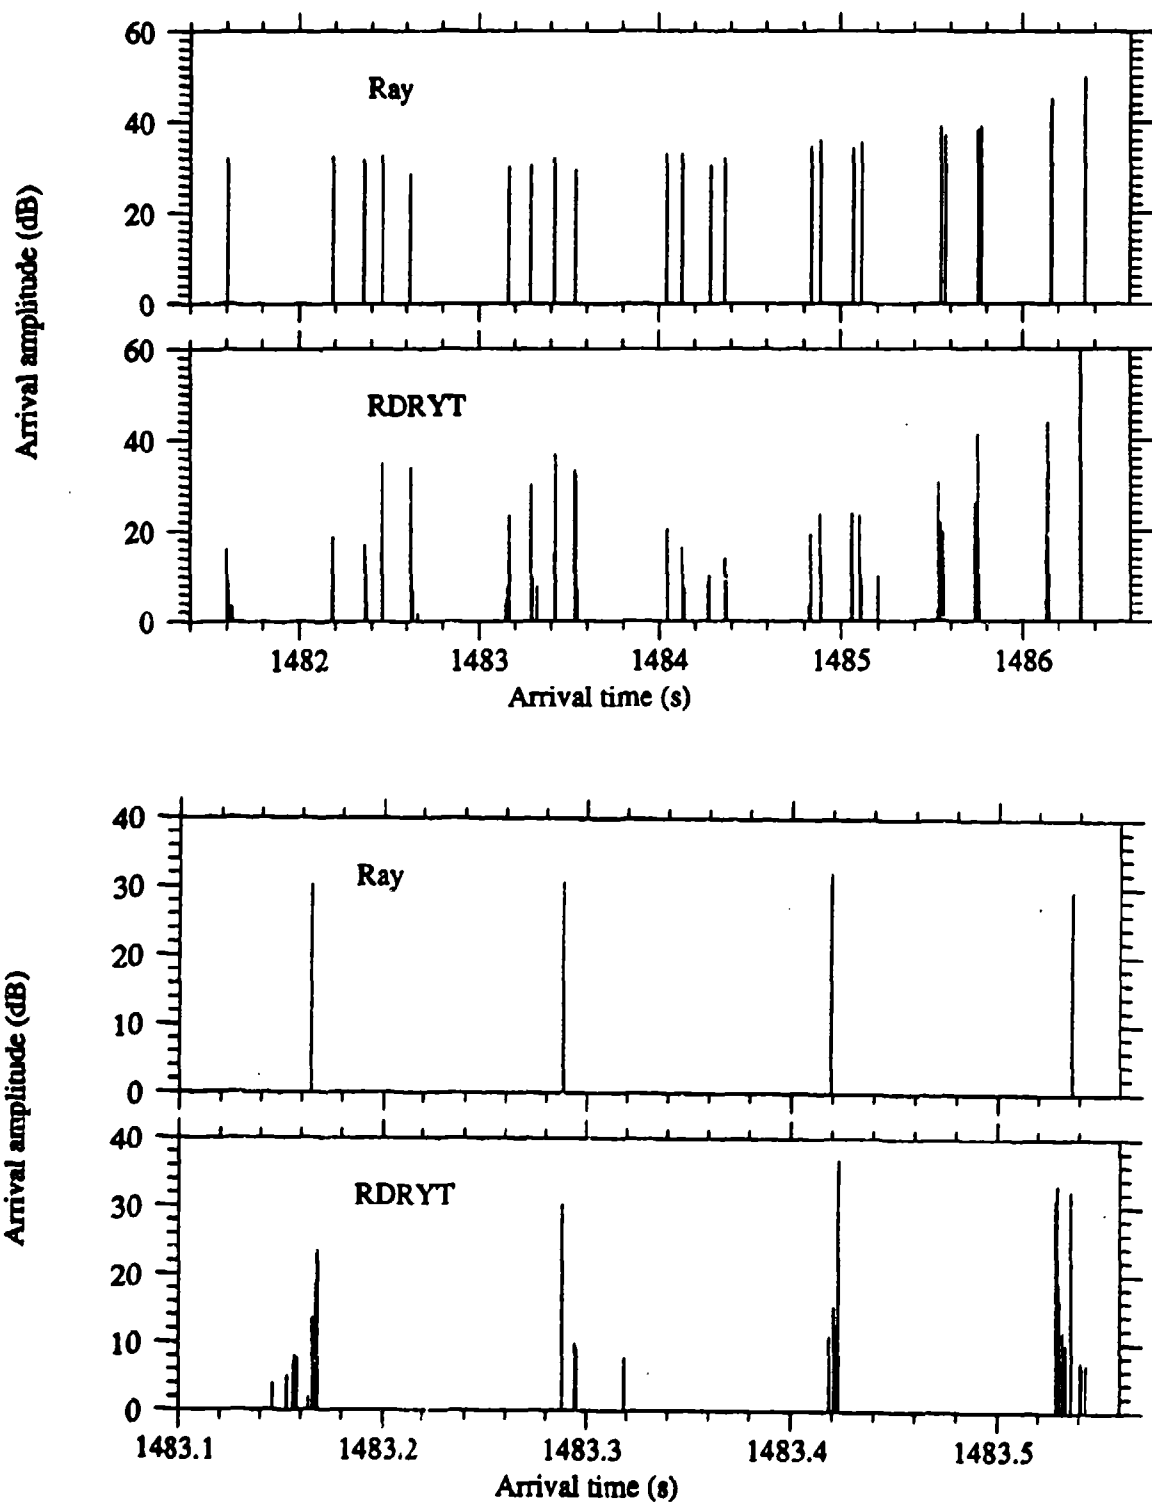 60
Ray
40
20
0
60
RDRYT
40
20
0
Arrival amplitude (dB)
1482 1483 1484 1485 1486
Arrival time (s)
40
Ray
30
20
10
0
40
RDRYT
30
20
10
0
Arrival amplitude (dB)
1483.1 1483.2 1483.3 1483.4 1483.5
Arrival time (s)